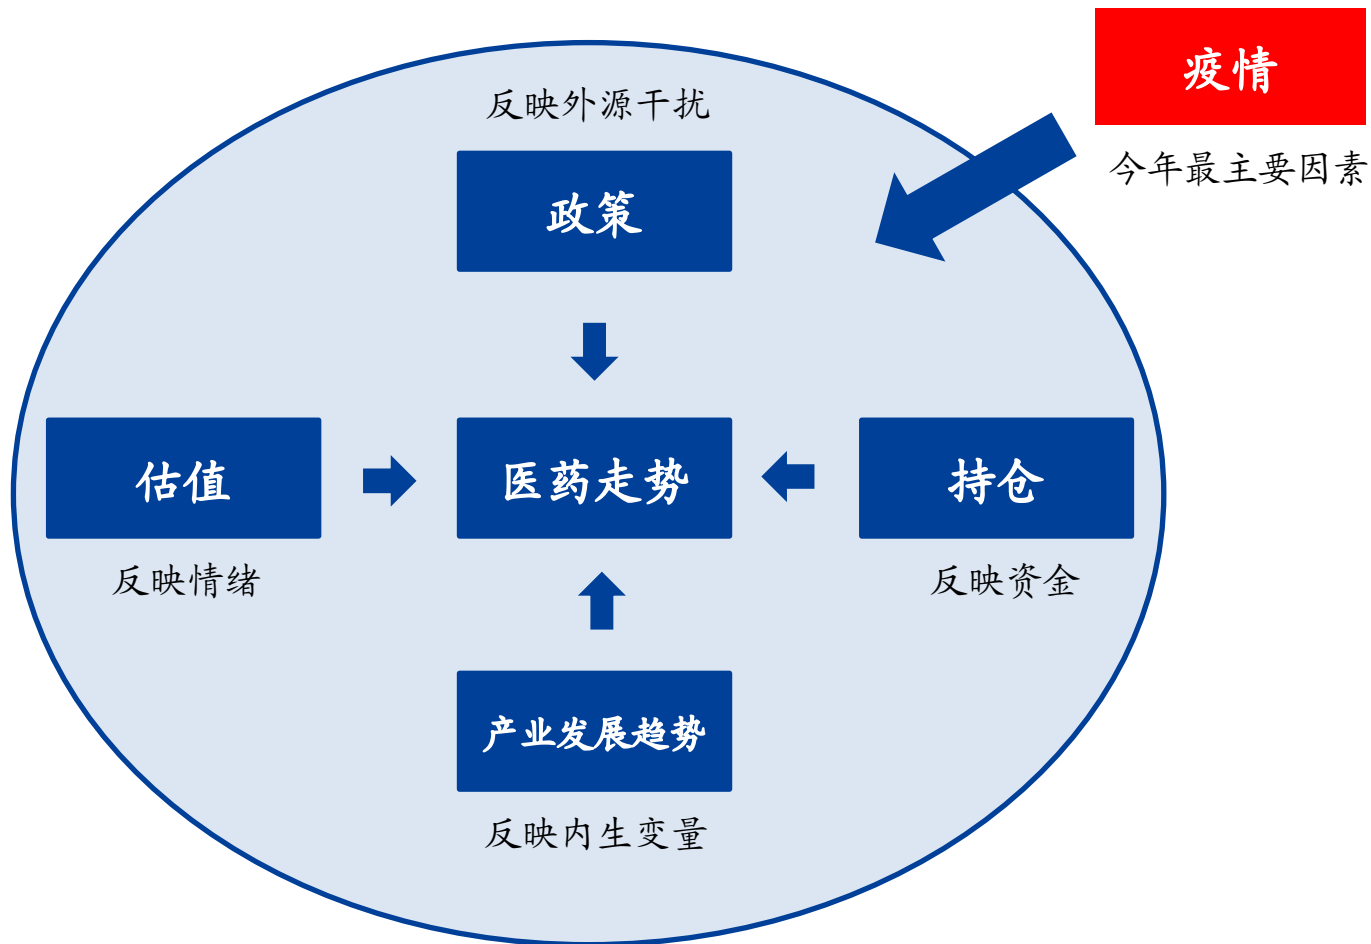 疫情
今年最主要因素
反映外源干扰
政策
估值
医药走势
持仓
反映情绪
反映资金
产业发展趋势
反映内生变量